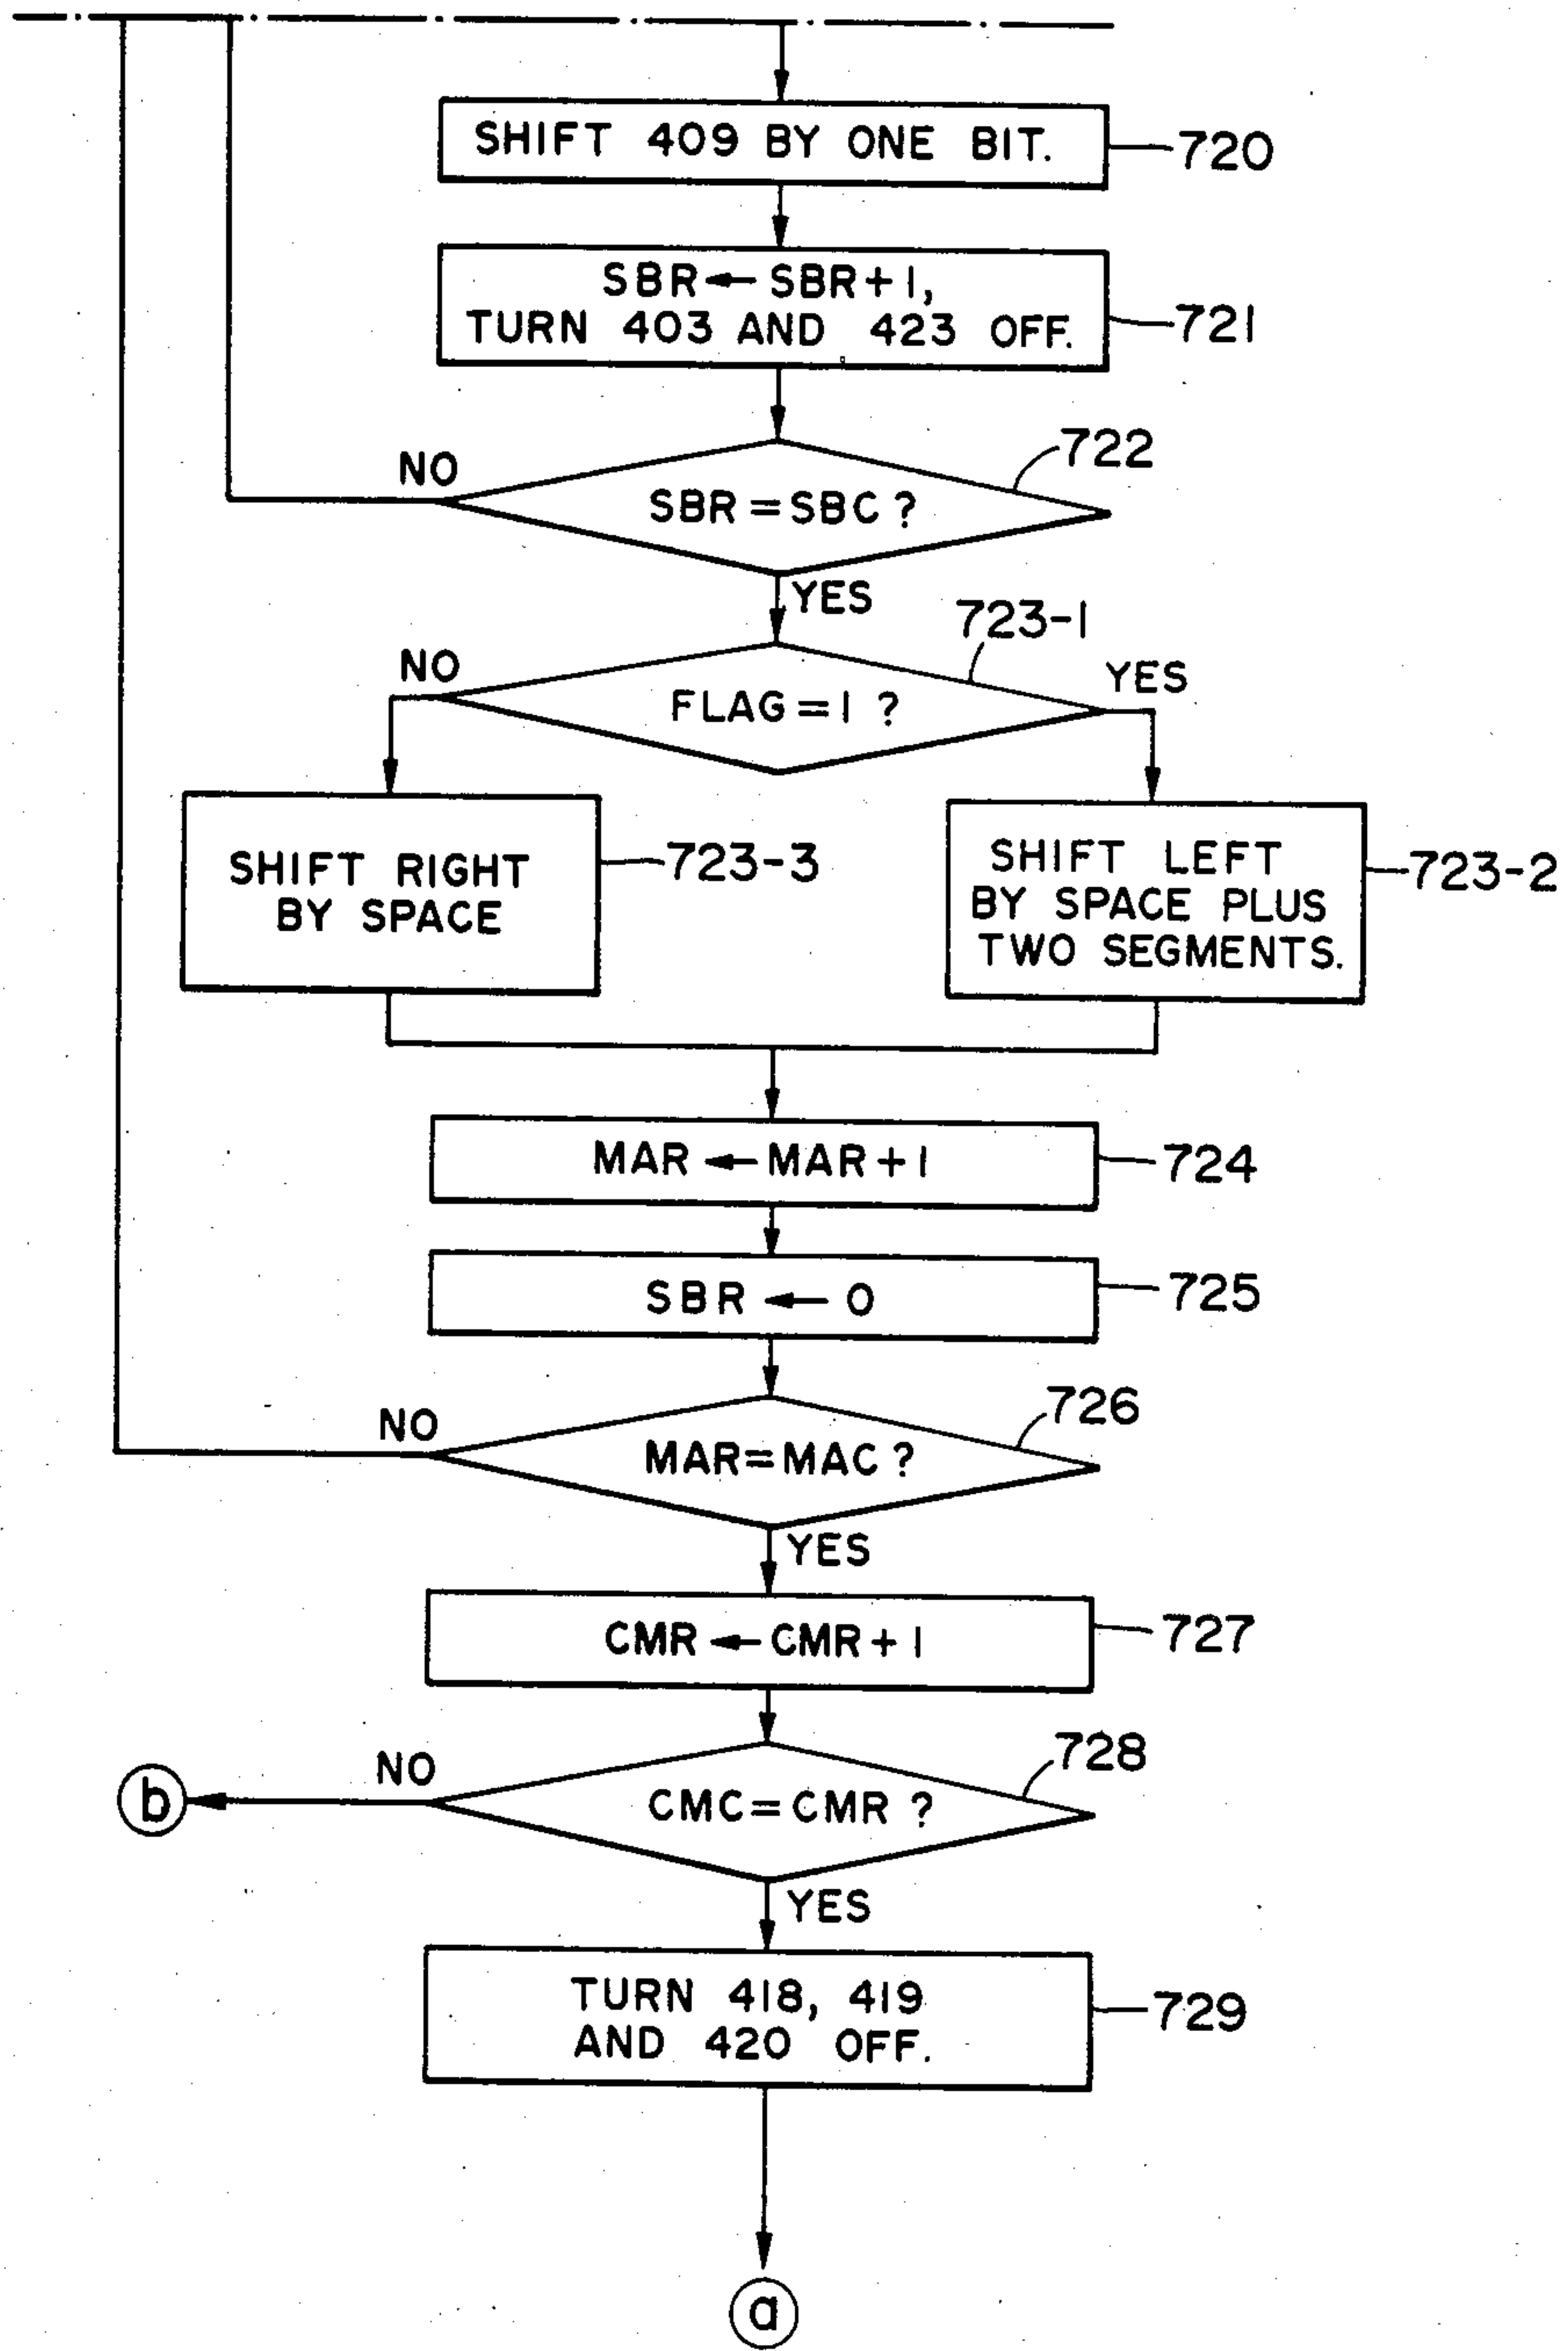 SHIFT 409 BY ONE BIT.
720
SBR ← SBR+1,
TURN 403 AND 423 OFF.
721
722
NO
SBR = SBC ?
YES
723-1
NO
YES
FLAG = 1 ?
SHIFT RIGHT
BY SPACE
723-3
SHIFT LEFT
BY SPACE PLUS
TWO SEGMENTS.
723-2
MAR ← MAR + 1
724
SBR ← 0
725
726
NO
MAR = MAC ?
YES
CMR ← CMR + 1
727
728
NO
b
CMC = CMR ?
YES
TURN 418, 419
AND 420 OFF.
729
a